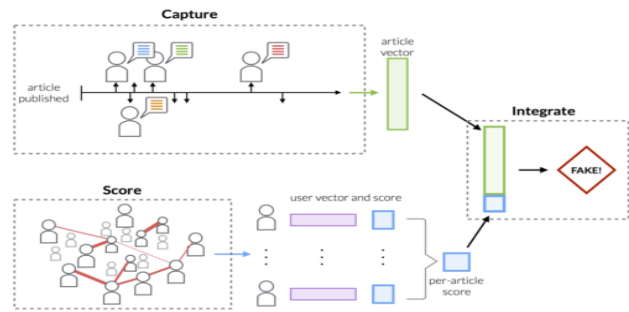 Capture
article
published
article
vector
Integrate
FAKE!
Score
user vector and score
per-article
score